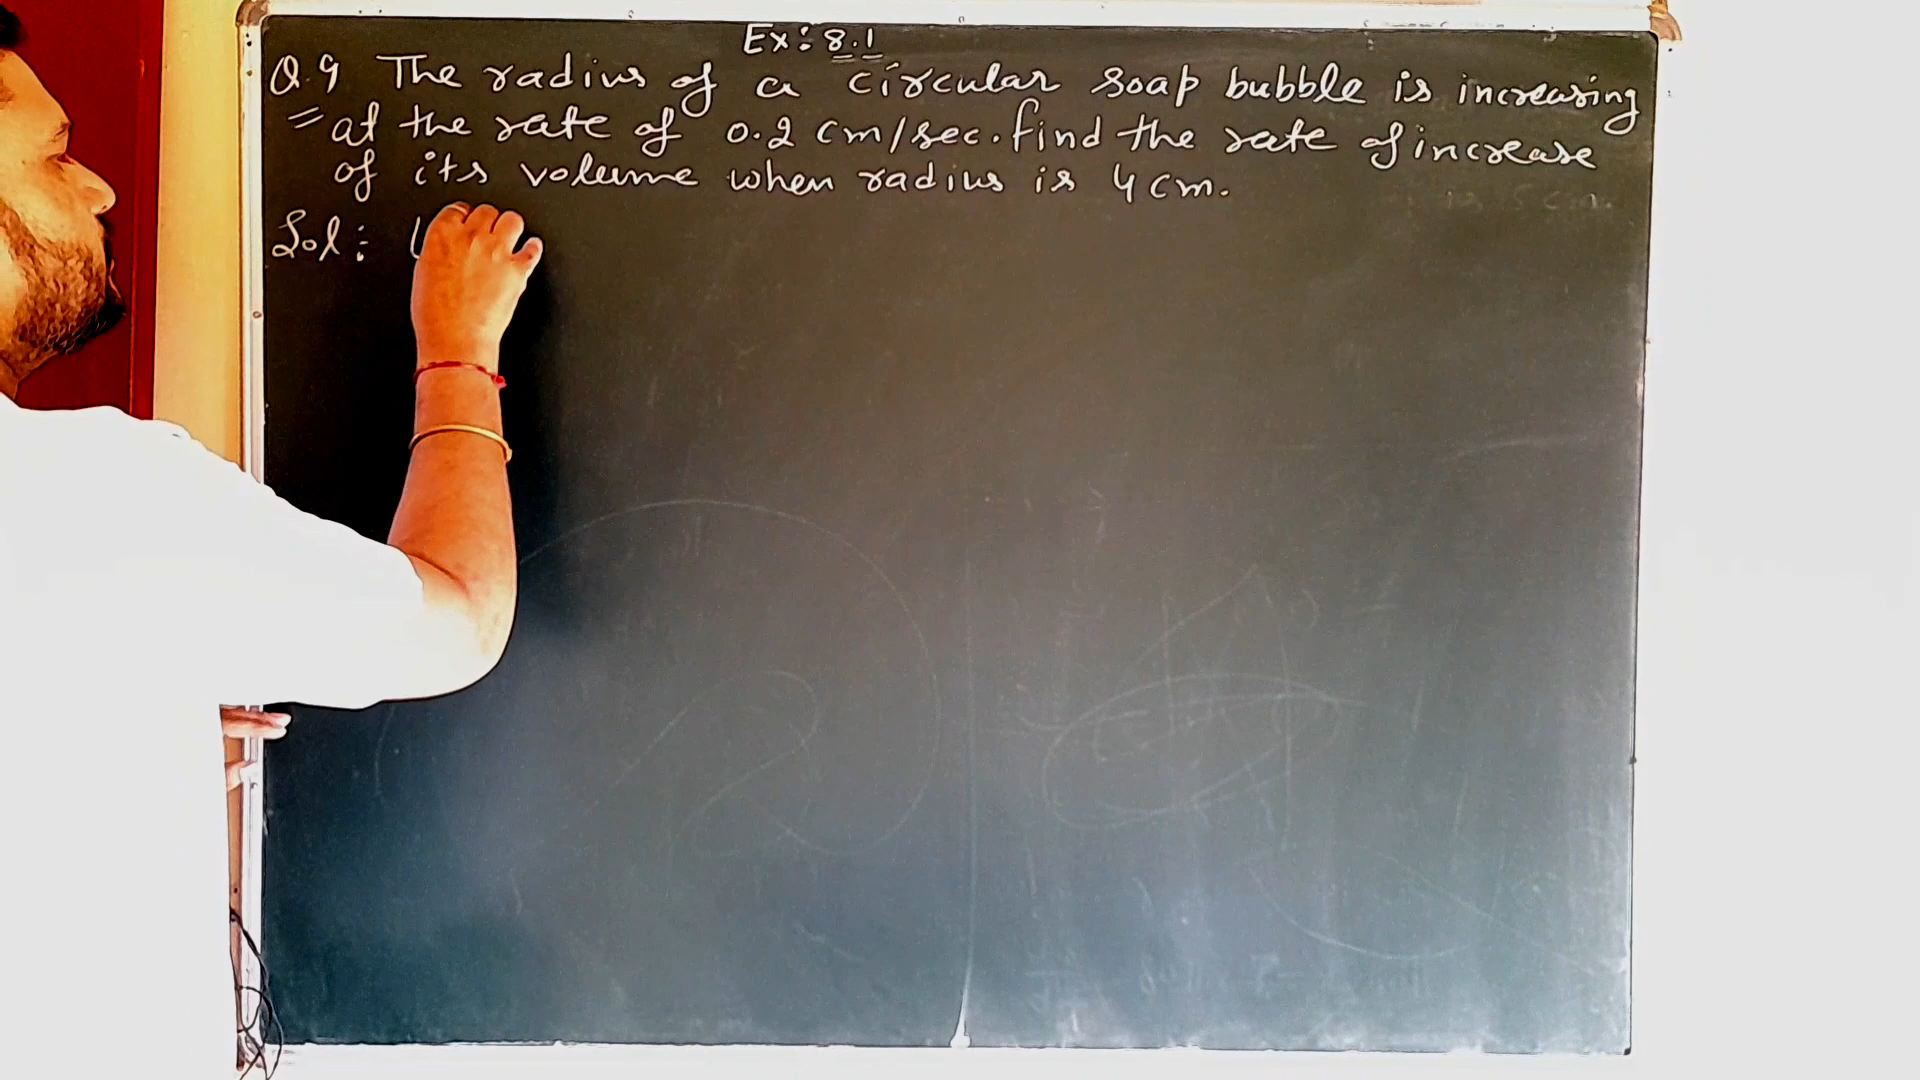 Ex: 8.1
Q.9 The radius of a circular soap bubble is increasing
at the rate of 0.2 cm/sec. find the rate of increase
of its volume when radius is 4 cm.
Sol: